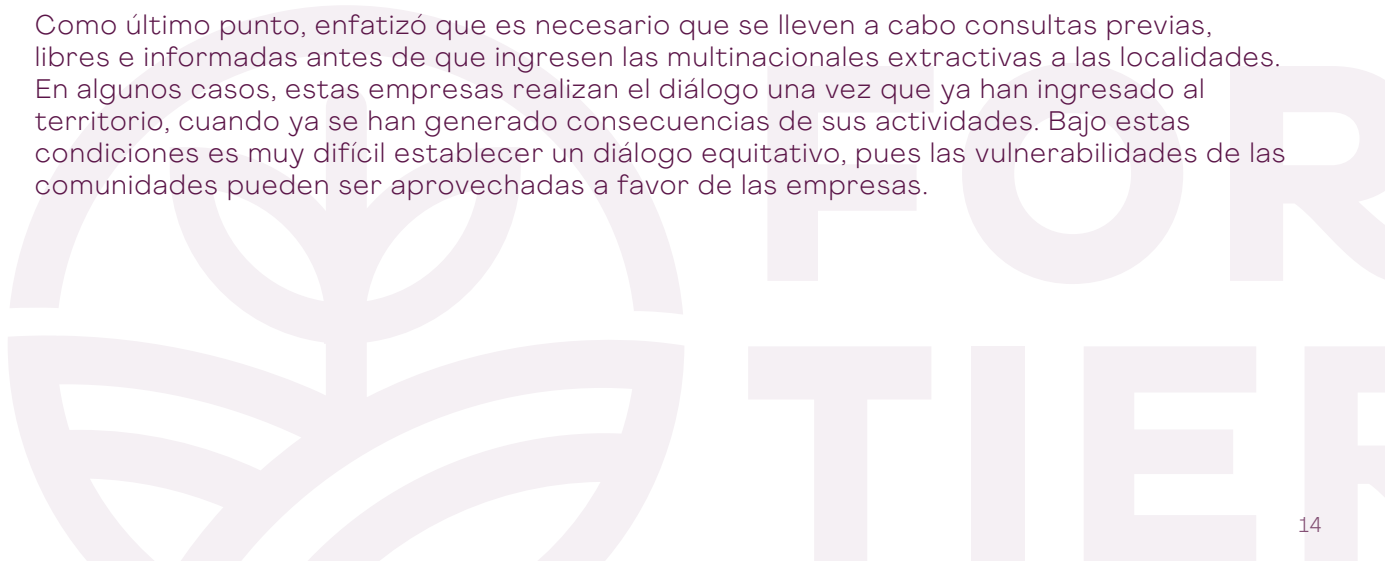 Como último punto, enfatizó que es necesario que se lleven a cabo consultas previas,
libres e informadas antes de que ingresen las multinacionales extractivas a las localidades.
En algunos casos, estas empresas realizan el diálogo una vez que ya han ingresado al
territorio, cuando ya se han generado consecuencias de sus actividades. Bajo estas
condiciones es muy difícil establecer un diálogo equitativo, pues las vulnerabilidades de las
comunidades pueden ser aprovechadas a favor de las empresas.
FOR
TIER
14